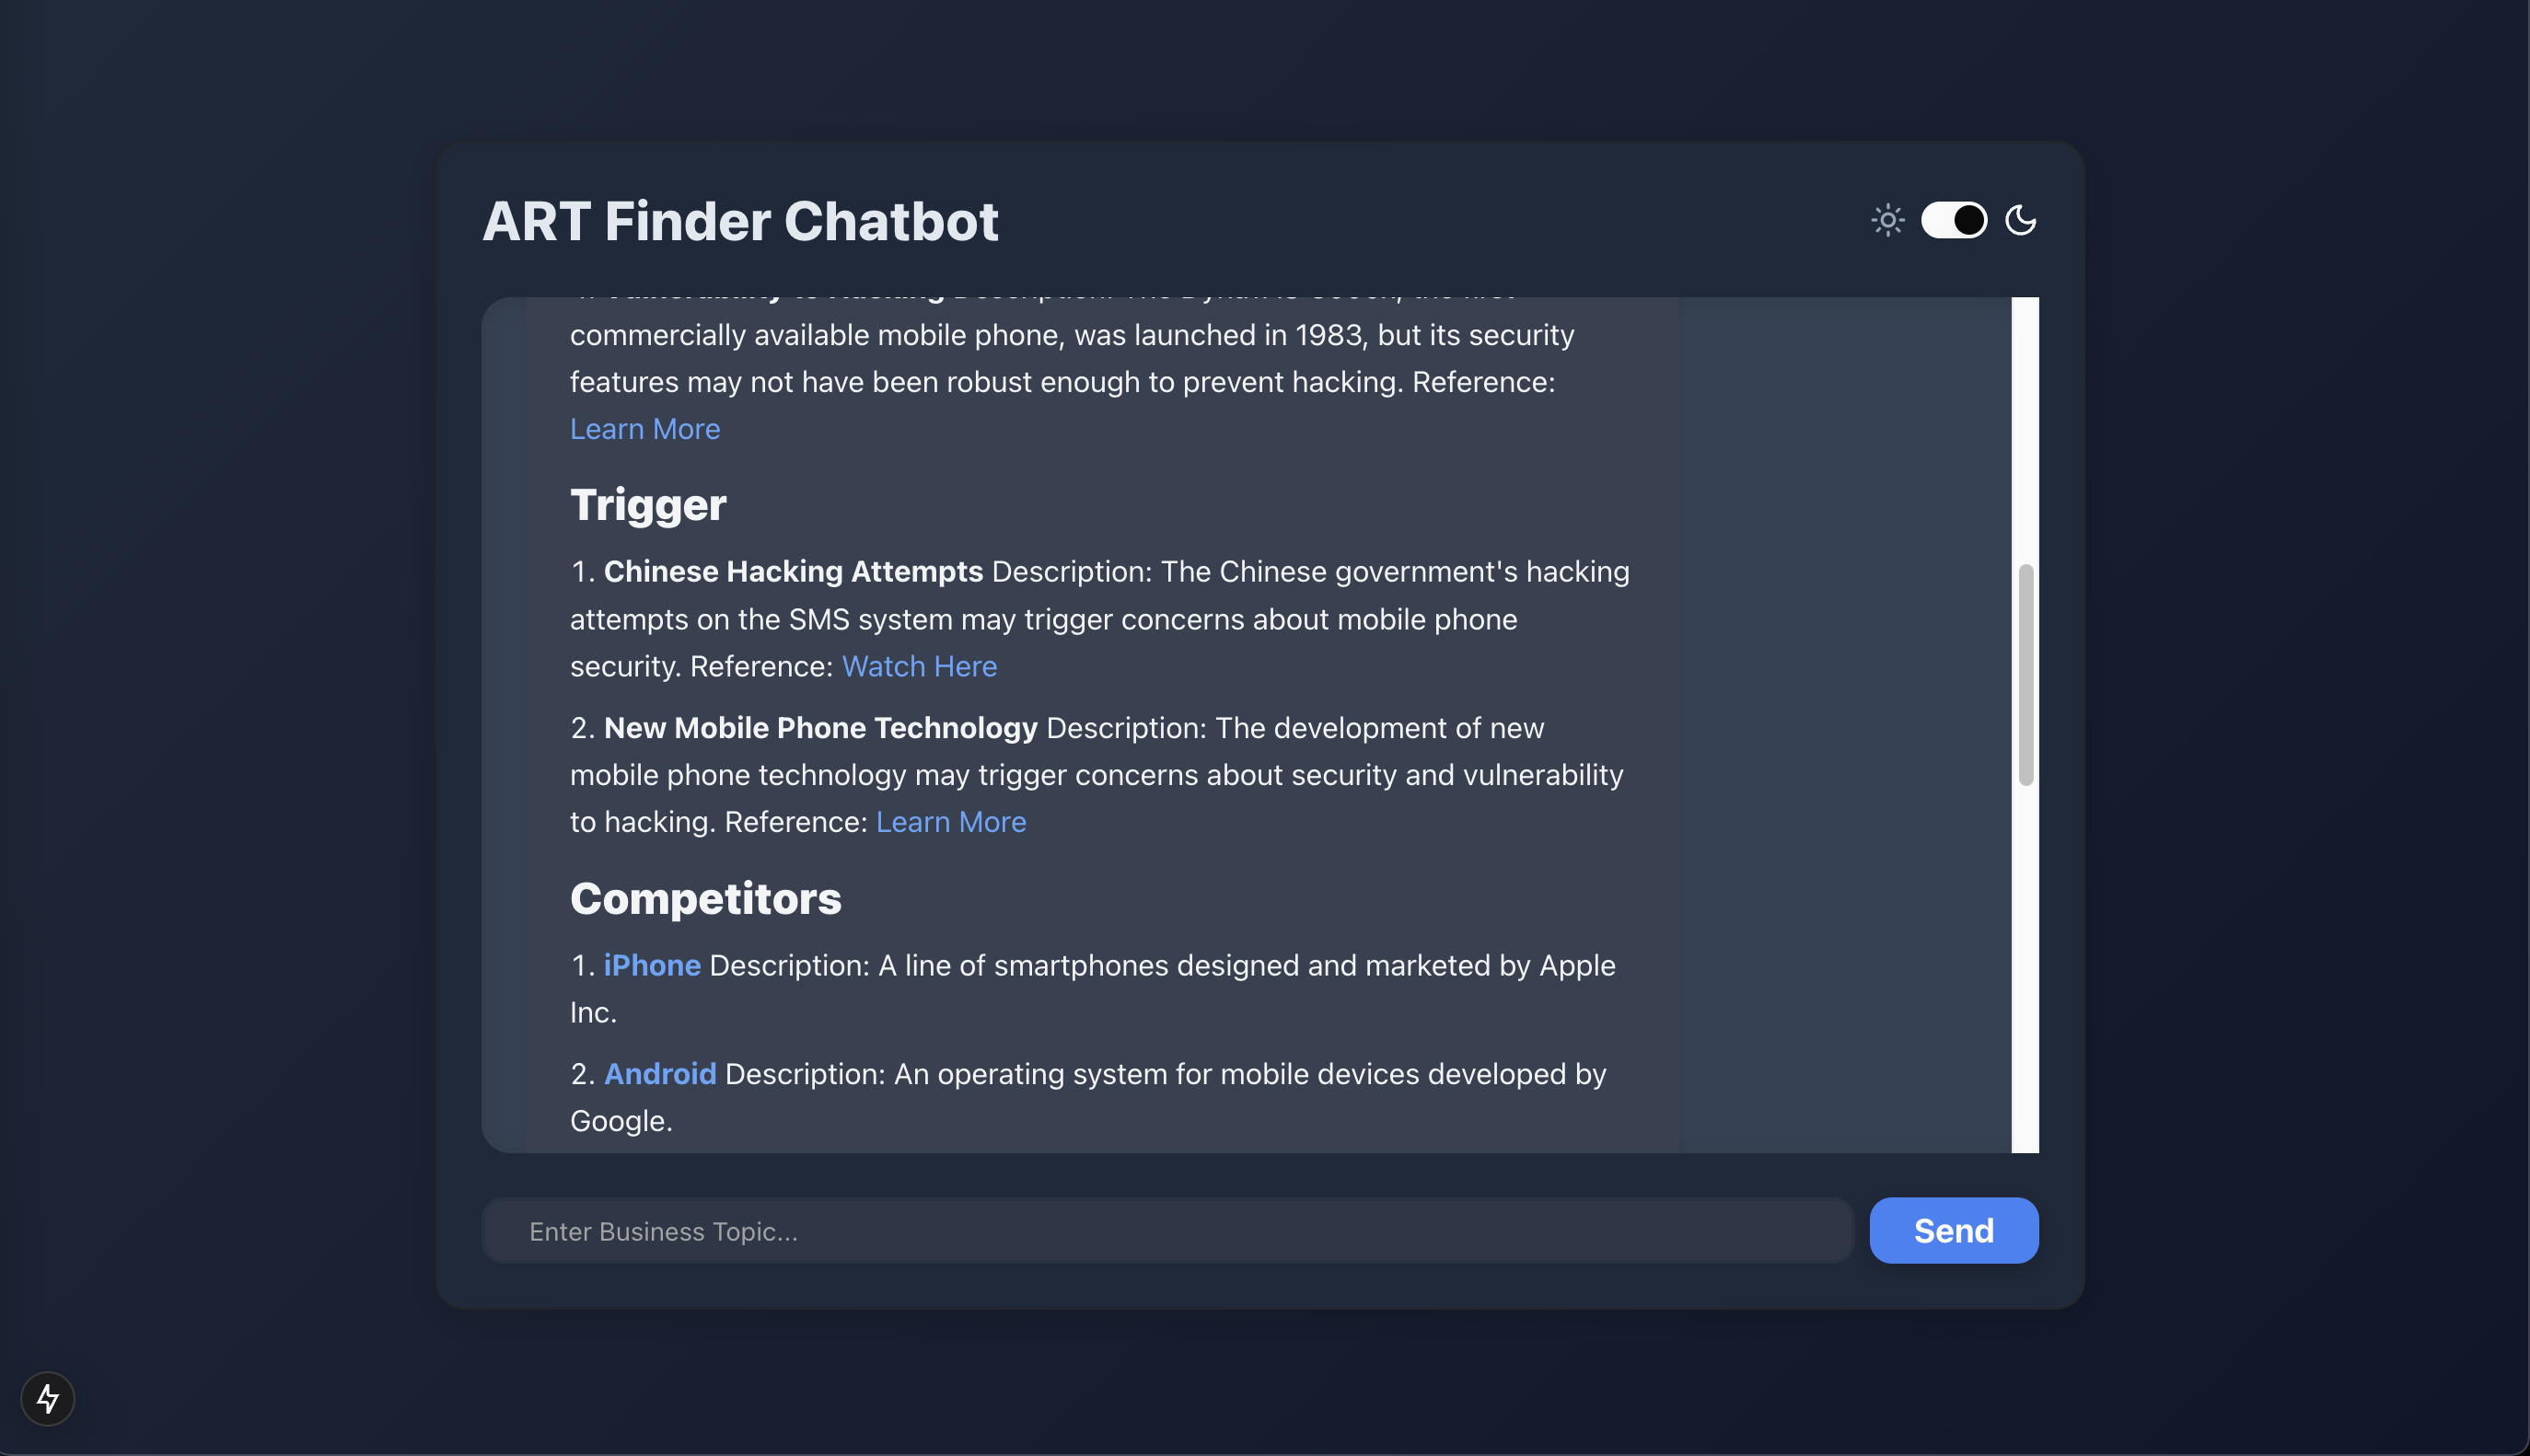 ART Finder Chatbot
commercially available mobile phone, was launched in 1983, but its security
features may not have been robust enough to prevent hacking. Reference:
Learn More
Trigger
1. Chinese Hacking Attempts Description: The Chinese government's hacking
attempts on the SMS system may trigger concerns about mobile phone
security. Reference: Watch Here
2. New Mobile Phone Technology Description: The development of new
mobile phone technology may trigger concerns about security and vulnerability
to hacking. Reference: Learn More
Competitors
1. iPhone Description: A line of smartphones designed and marketed by Apple
Inc.
2. Android Description: An operating system for mobile devices developed by
Google.
Enter Business Topic...
Send